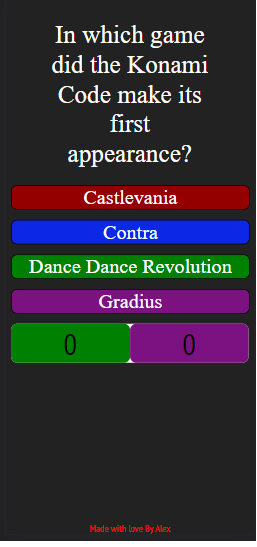 In which game
did the Konami
Code make its
first
appearance?
Castlevania
Contra
Dance Dance Revolution
Gradius
0 0
Made with love By Alex